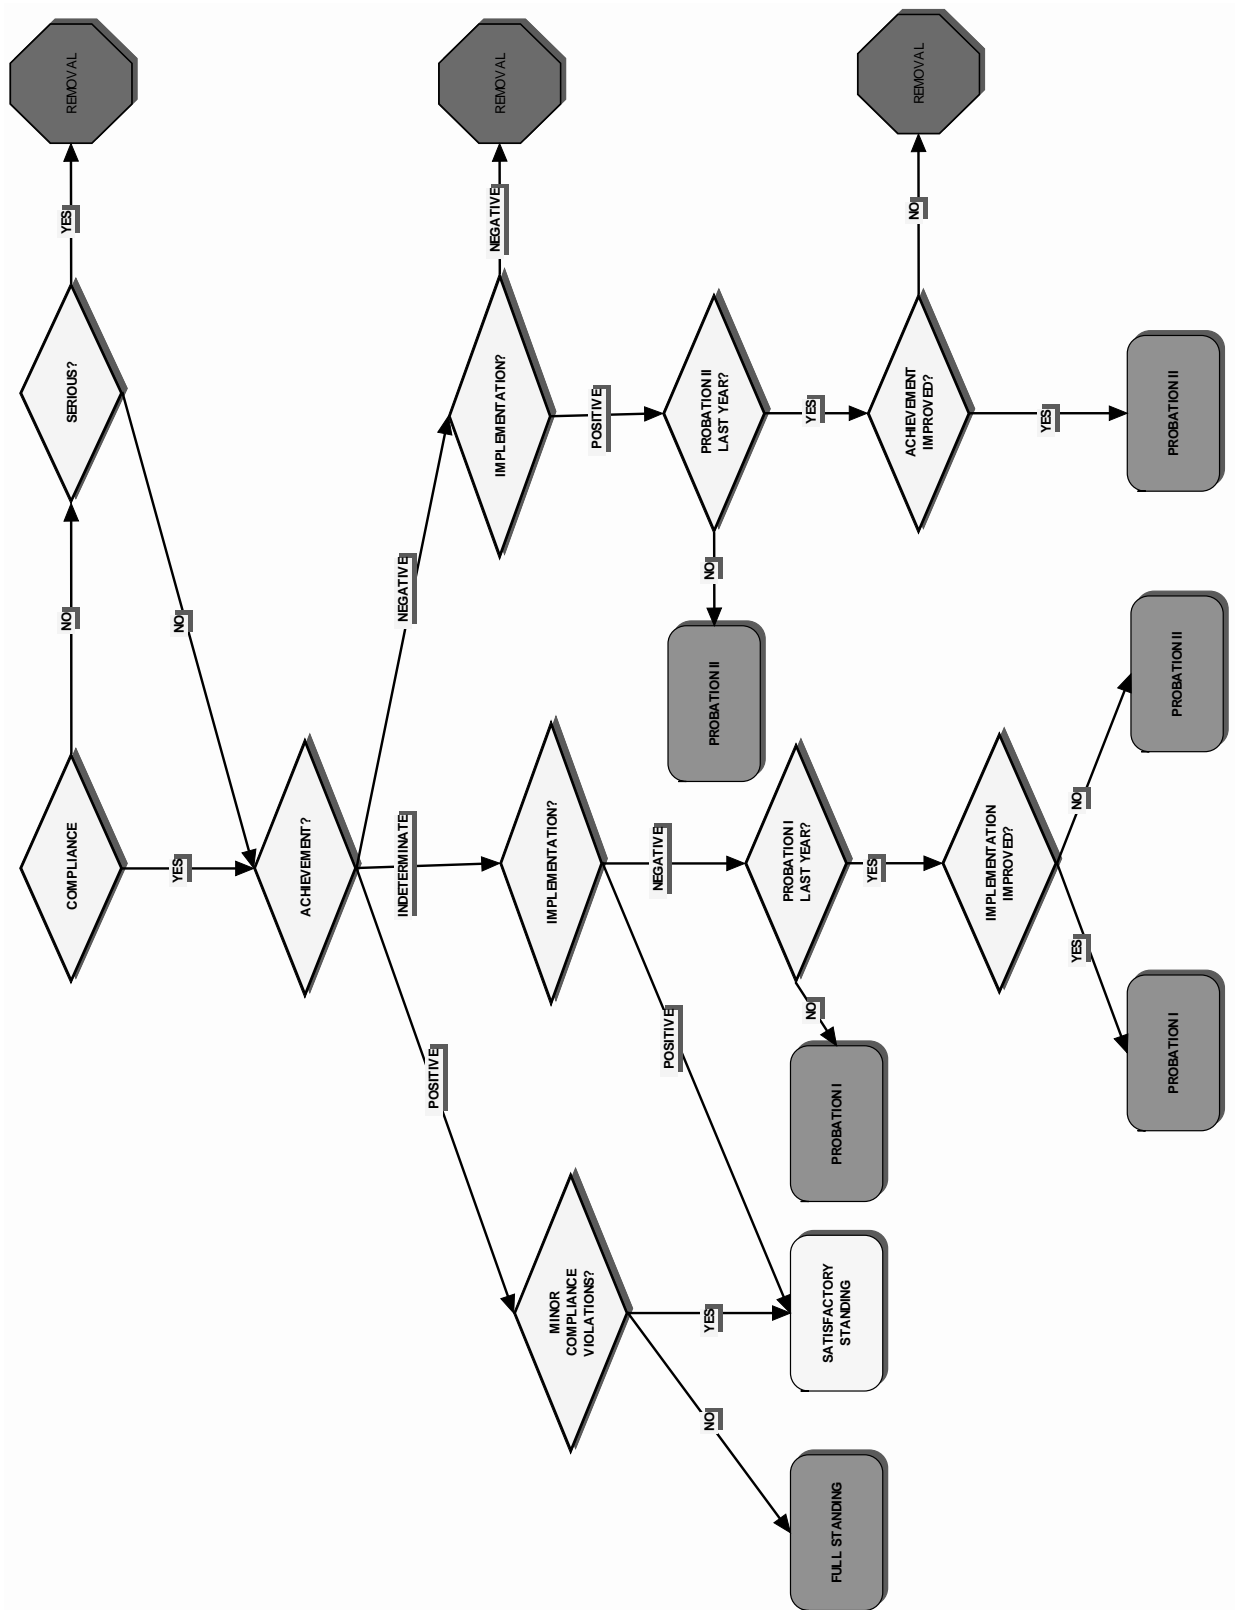 COMPLIANCE
NO
SERIOUS?
YES
REMOVAL
YES
NO
ACHIEVEMENT?
POSITIVE
INDETERMINATE
NEGATIVE
MINOR
COMPLIANCE
VIOLATIONS?
IMPLEMENTATION?
IMPLEMENTATION?
NEGATIVE
REMOVAL
NO
YES
POSITIVE
NEGATIVE
POSITIVE
FULL STANDING
SATISFACTORY
STANDING
PROBATION I
LAST YEAR?
NO
PROBATION I
YES
PROBATION II
LAST YEAR?
NO
PROBATION II
YES
IMPLEMENTATION
IMPROVED?
YES
NO
PROBATION I
PROBATION II
ACHIEVEMENT
IMPROVED?
NO
REMOVAL
YES
PROBATION II